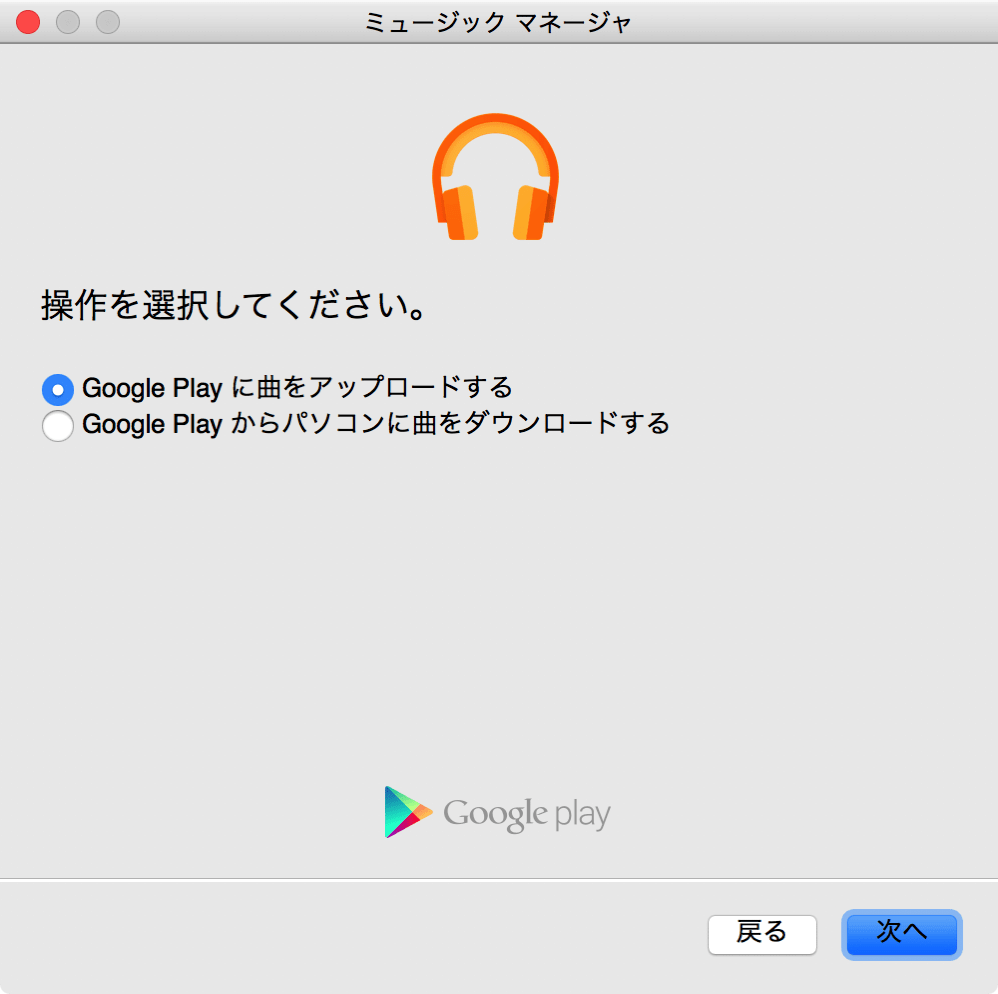 ミュージック マネージャ
操作を選択してください。
Google Play に曲をアップロードする
Google Play からパソコンに曲をダウンロードする
Google play
戻る
次へ